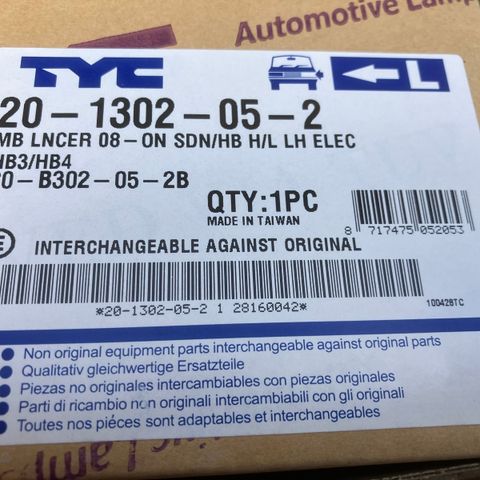 Automotive Lamp
TYC
L
20-1302-05-2
MB LNCER 08-ON SDN/HB H/L LH ELEC
HB3/HB4
20-B302-05-2B
QTY:1PC
MADE IN TAIWAN
8 717475 052053
E INTERCHANGEABLE AGAINST ORIGINAL
*20-1302-05-2 1 28160042*
100428TC
Non original equipment parts interchangeable against original parts
Qualitativ gleichwertige Ersatzteile
Piezas no originales intercambiables con piezas originales
Parti di ricambio non originali intercambiabili con gli originali
Toutes nos piéces sont adaptables et interchangeables